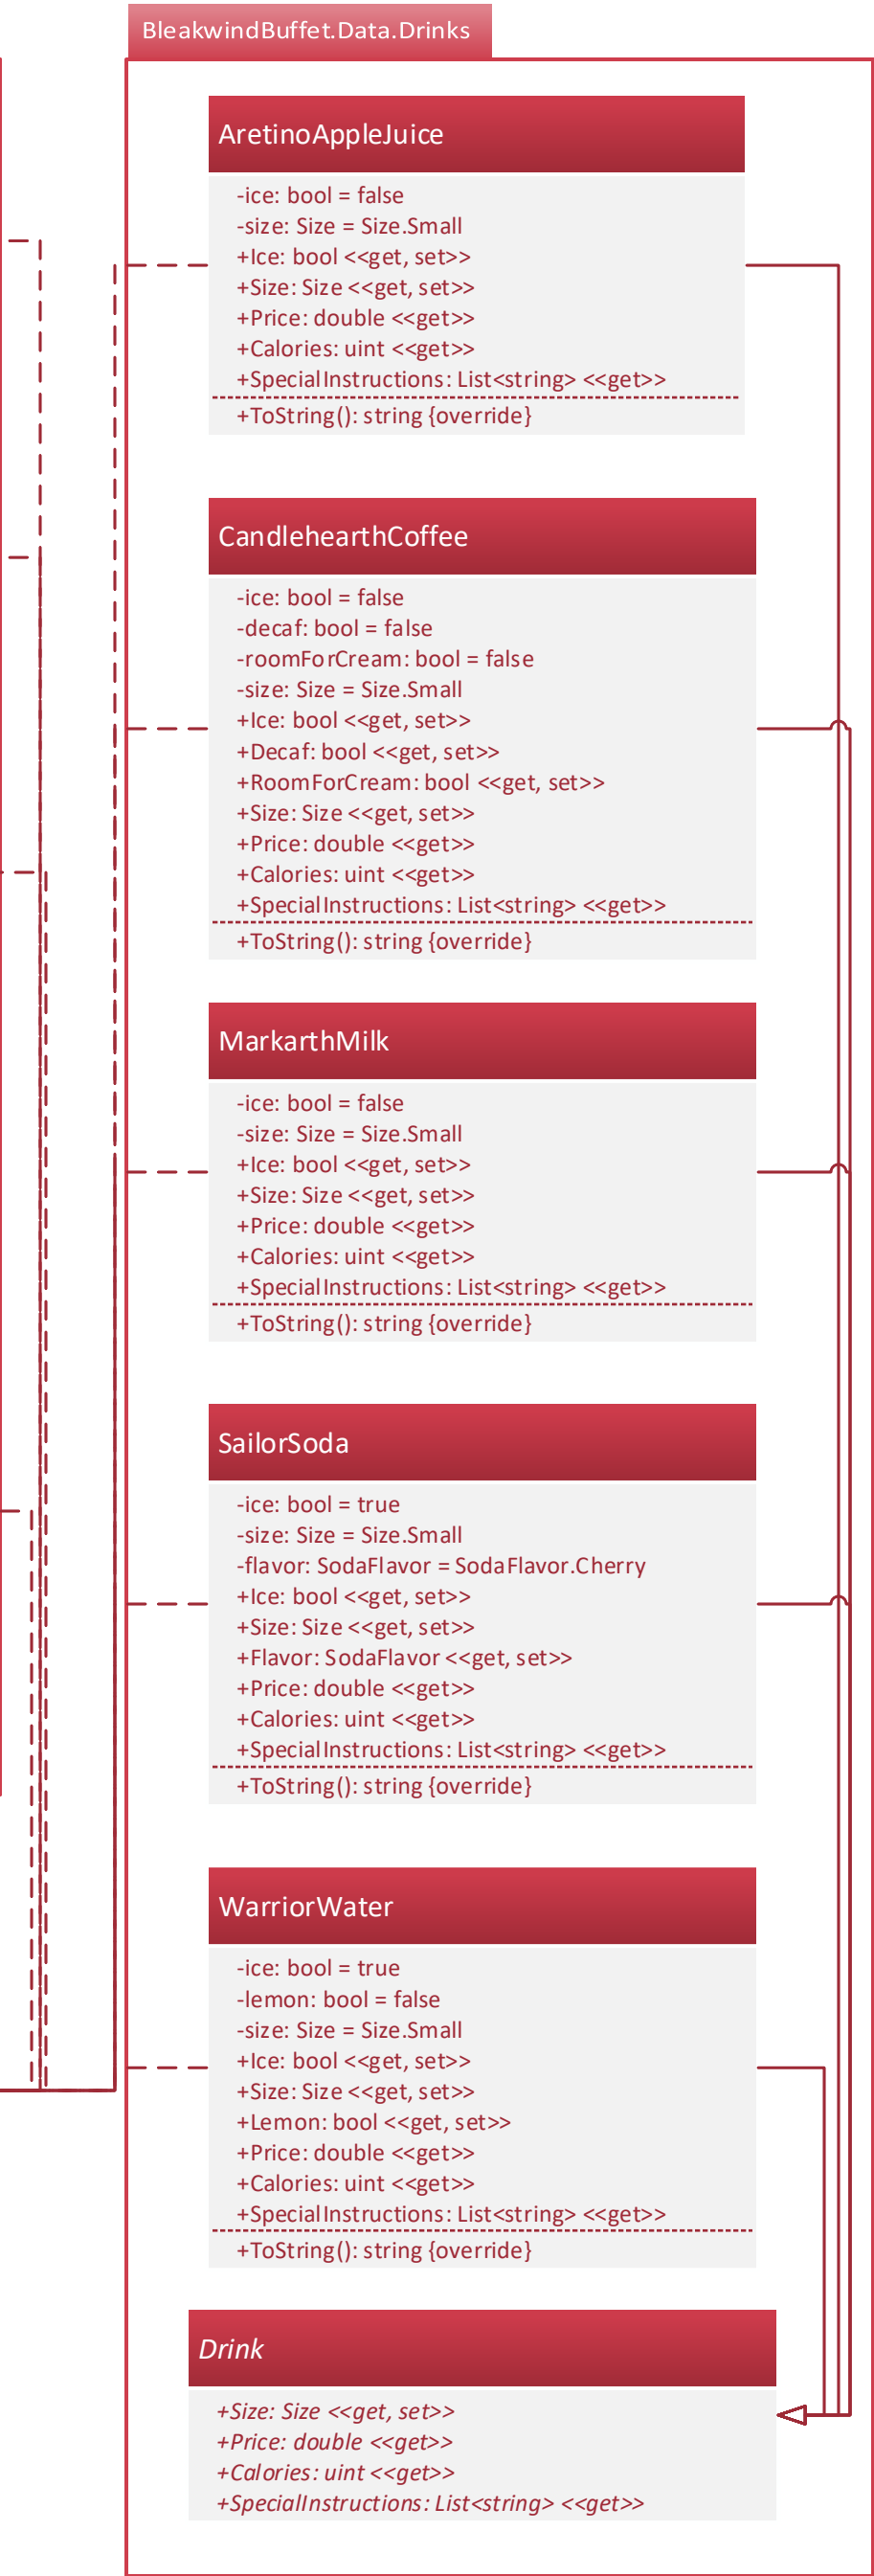 BleakwindBuffet.Data.Drinks
AretinoAppleJuice
-ice: bool = false
-size: Size = Size.Small
+Ice: bool <<get, set>>
+Size: Size <<get, set>>
+Price: double <<get>>
+Calories: uint <<get>>
+SpecialInstructions: List<string> <<get>>
+ToString(): string {override}
CandlehearthCoffee
-ice: bool = false
-decaf: bool = false
-roomForCream: bool = false
-size: Size = Size.Small
+Ice: bool <<get, set>>
+Decaf: bool <<get, set>>
+RoomForCream: bool <<get, set>>
+Size: Size <<get, set>>
+Price: double <<get>>
+Calories: uint <<get>>
+SpecialInstructions: List<string> <<get>>
+ToString(): string {override}
MarkarthMilk
-ice: bool = false
-size: Size = Size.Small
+Ice: bool <<get, set>>
+Size: Size <<get, set>>
+Price: double <<get>>
+Calories: uint <<get>>
+SpecialInstructions: List<string> <<get>>
+ToString(): string {override}
SailorSoda
-ice: bool = true
-size: Size = Size.Small
-flavor: SodaFlavor = SodaFlavor.Cherry
+Ice: bool <<get, set>>
+Size: Size <<get, set>>
+Flavor: SodaFlavor <<get, set>>
+Price: double <<get>>
+Calories: uint <<get>>
+SpecialInstructions: List<string> <<get>>
+ToString(): string {override}
WarriorWater
-ice: bool = true
-lemon: bool = false
-size: Size = Size.Small
+Ice: bool <<get, set>>
+Size: Size <<get, set>>
+Lemon: bool <<get, set>>
+Price: double <<get>>
+Calories: uint <<get>>
+SpecialInstructions: List<string> <<get>>
+ToString(): string {override}
Drink
+Size: Size <<get, set>>
+Price: double <<get>>
+Calories: uint <<get>>
+SpecialInstructions: List<string> <<get>>